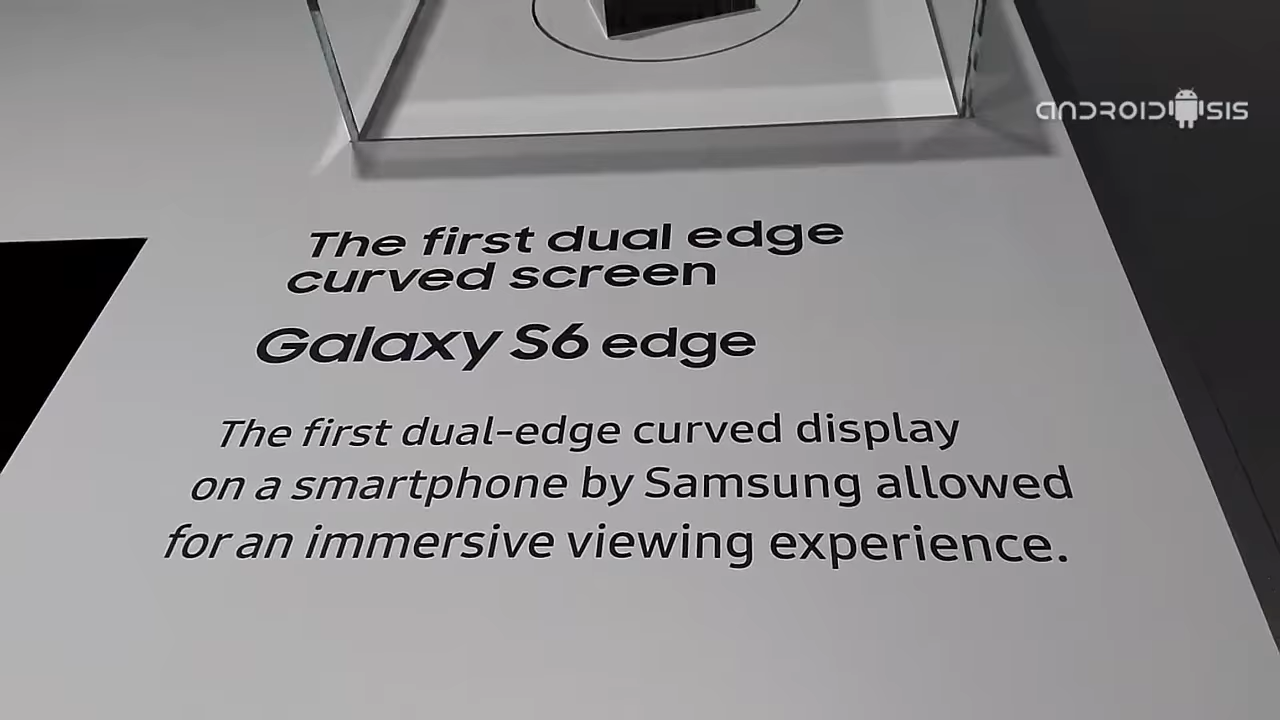 ANDROIDSIS
The first dual edge
curved screen
Galaxy S6 edge
The first dual-edge curved display
on a smartphone by Samsung allowed
for an immersive viewing experience.